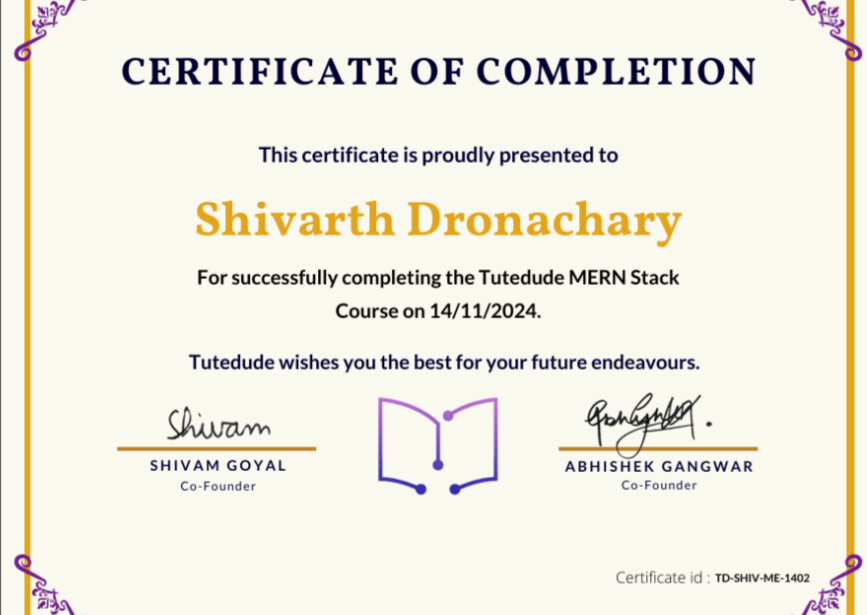 CERTIFICATE OF COMPLETION
This certificate is proudly presented to
Shivarth Dronachary
For successfully completing the Tutedude MERN Stack
Course on 14/11/2024.
Tutedude wishes you the best for your future endeavours.
Shivam
SHIVAM GOYAL
Co-Founder
ABHISHEK GANGWAR
Co-Founder
Certificate id : TD-SHIV-ME-1402